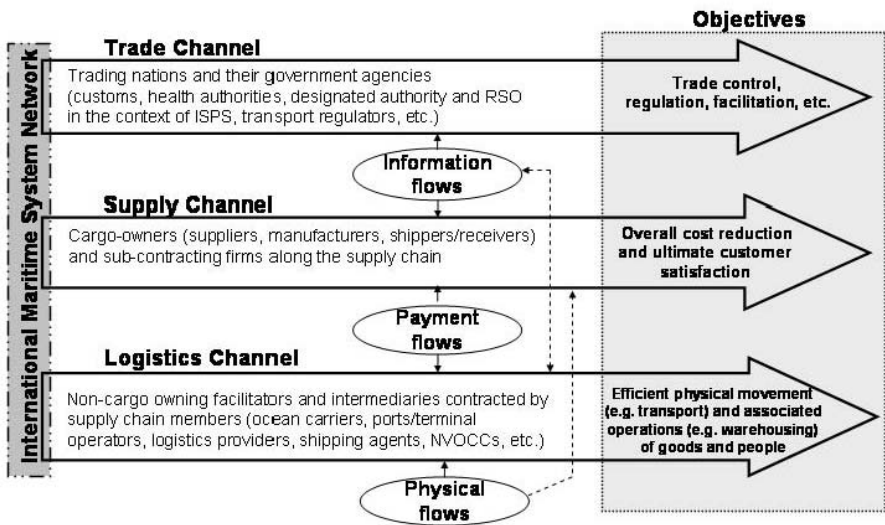 Objectives
International Maritime System Network
Trade Channel
Trading nations and their government agencies
(customs, health authorities, designated authority and RSO
in the context of ISPS, transport regulators, etc.)
Trade control,
regulation, facilitation, etc.
Information
flows
Supply Channel
Cargo-owners (suppliers, manufacturers, shippers/receivers)
and sub-contracting firms along the supply chain
Overall cost reduction
and ultimate customer
satisfaction
Payment
flows
Logistics Channel
Non-cargo owning facilitators and intermediaries contracted by
supply chain members (ocean carriers, ports/terminal
operators, logistics providers, shipping agents, NVOCCs, etc.)
Efficient physical movement
(e.g. transport) and associated
operations (e.g. warehousing)
of goods and people
Physical
flows